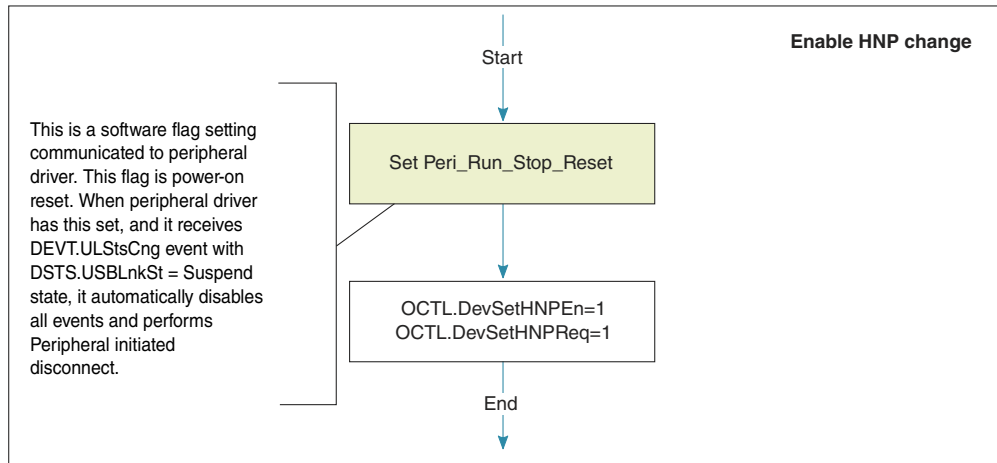 Enable HNP change
Start
This is a software flag setting
communicated to peripheral
driver. This flag is power-on
reset. When peripheral driver
has this set, and it receives
DEVT.ULStsCng event with
DSTS.USBLnkSt = Suspend
state, it automatically disables
all events and performs
Peripheral initiated
disconnect.
Set Peri_Run_Stop_Reset
OCTL.DevSetHNPEn=1
OCTL.DevSetHNPReq=1
End